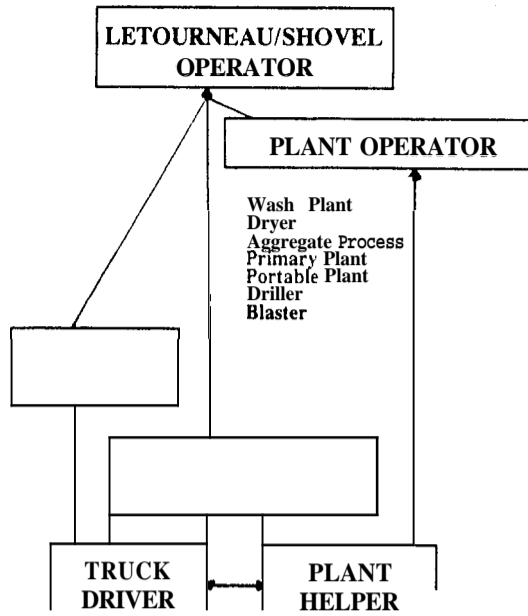 LETOURNEAU/SHOVEL
OPERATOR
PLANT OPERATOR
Wash Plant
Dryer
Aggregate Process
Primary Plant
Portable Plant
Driller
Blaster
TRUCK
DRIVER
PLANT
HELPER